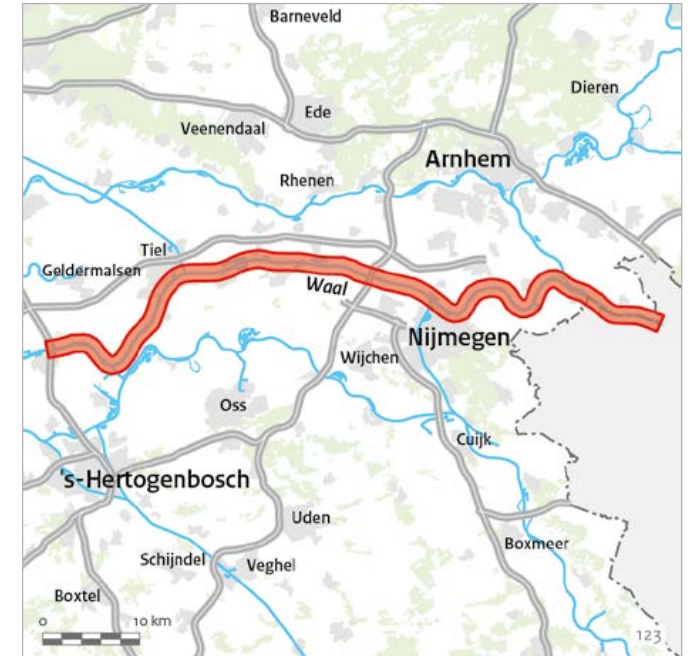 Barneveld
Dieren
Ede
Veenendaal
Arnhem
Rhenen
Tiel
Geldermalsen
Waal
Nijmegen
Wijchen
Oss
Cuijk
's-Hertogenbosch
Uden
Boxmeer
Schijndel
Veghel
Boxtel
0 10 km
123